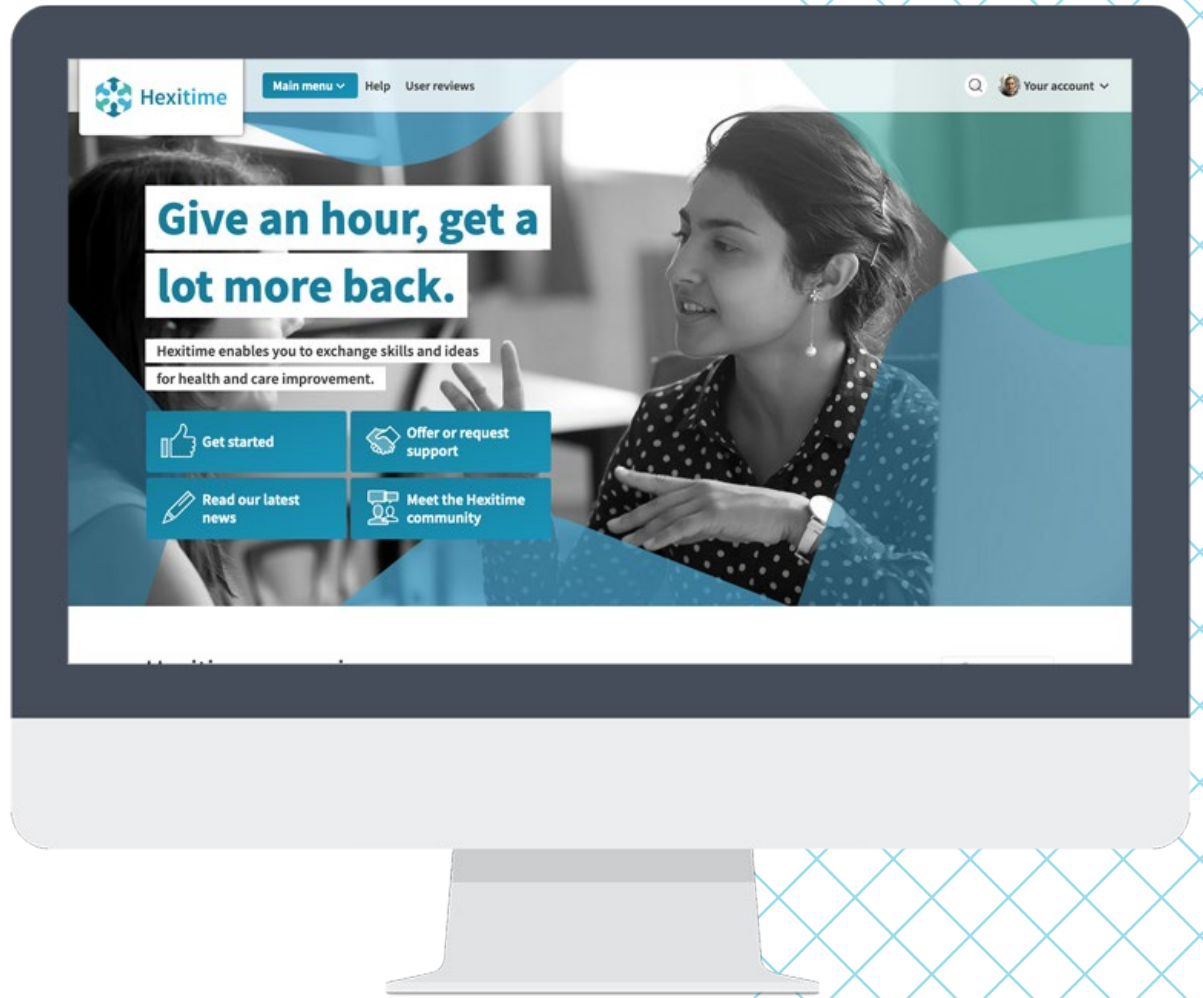 Hexitime
Main menu
Help
User reviews
Your account
Give an hour, get a
lot more back.
Hexitime enables you to exchange skills and ideas
for health and care improvement.
Get started
Offer or request
support
Read our latest
news
Meet the Hexitime
community